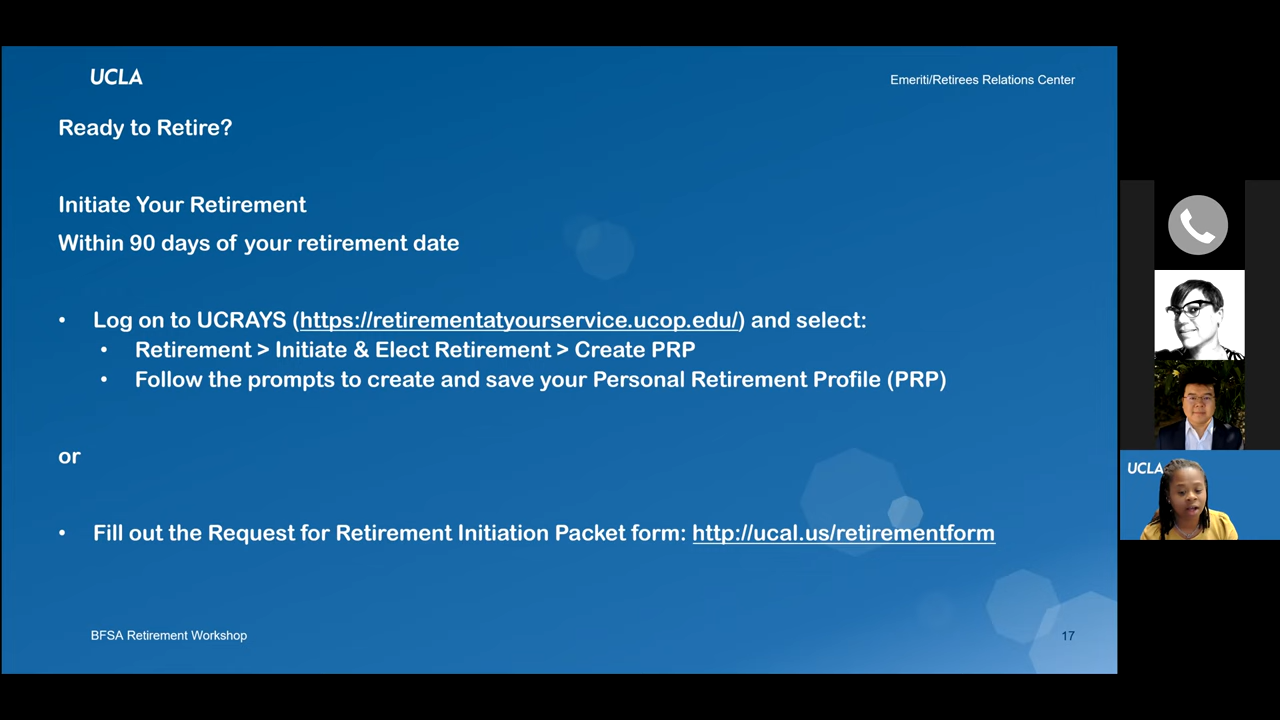 UCLA
Emeriti/Retirees Relations Center
Ready to Retire?
Initiate Your Retirement
Within 90 days of your retirement date
• Log on to UCRAYS (https://retirementatyourservice.ucop.edu/) and select:
• Retirement > Initiate & Elect Retirement > Create PRP
• Follow the prompts to create and save your Personal Retirement Profile (PRP)
or
• Fill out the Request for Retirement Initiation Packet form: http://ucal.us/retirementform
BFSA Retirement Workshop
17
UCLA